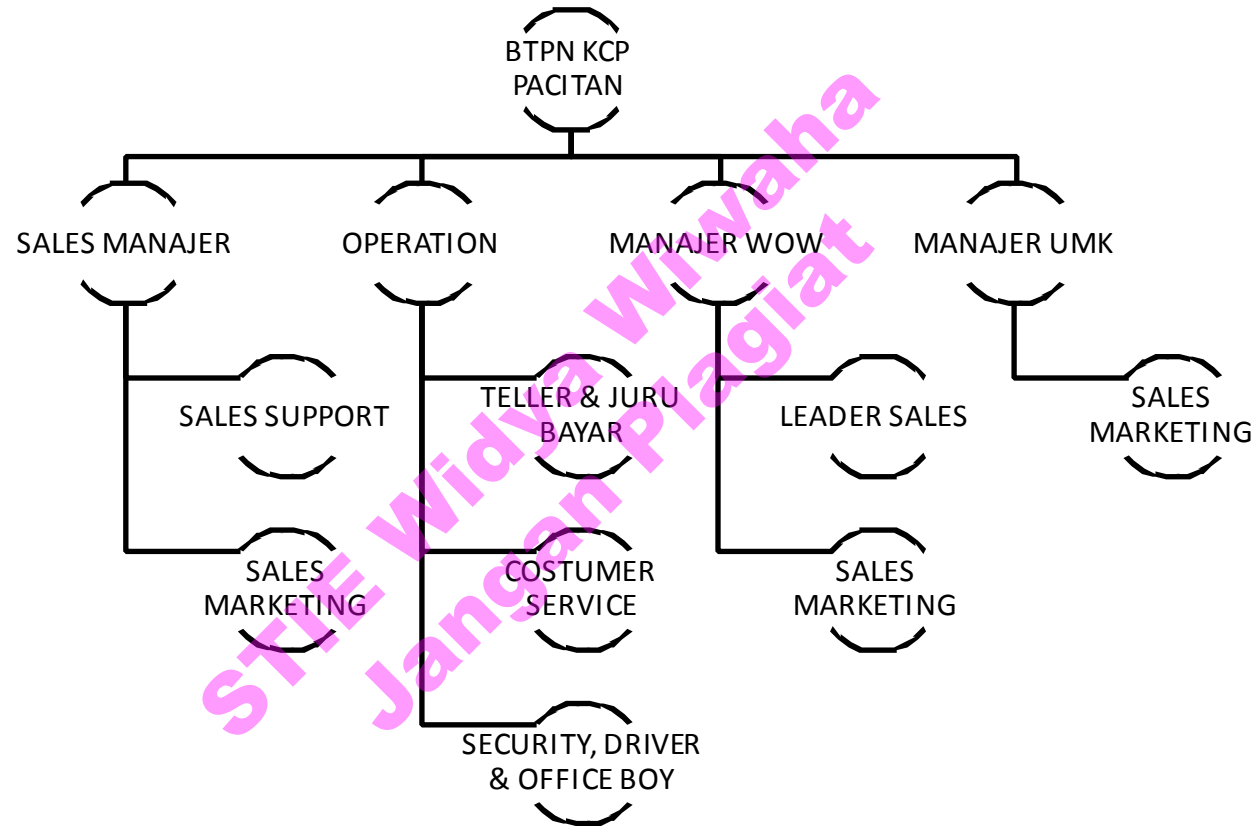 BTPN KCP
PACITAN
SALES MANAJER
OPERATION
MANAJER WOW
MANAJER UMK
SALES SUPPORT
TELLER & JURU
BAYAR
LEADER SALES
SALES
MARKETING
SALES
MARKETING
COSTUMER
SERVICE
SALES
MARKETING
SECURITY, DRIVER
& OFFICE BOY
STIE Widya Wiwaha
Jangan Plagiat